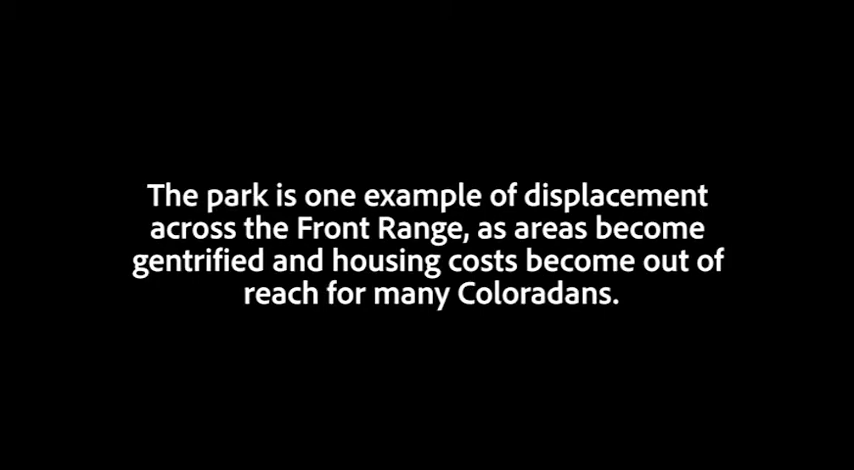 The park is one example of displacement
across the Front Range, as areas become
gentrified and housing costs become out of
reach for many Coloradans.